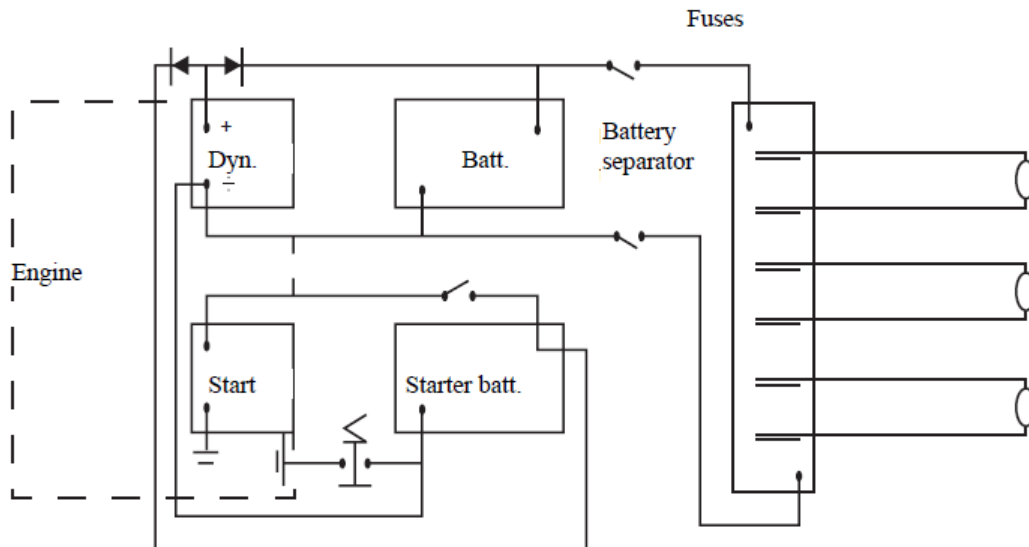 Fuses
+
Dyn.
÷
Batt.
Battery
separator
Engine
Start
Starter batt.